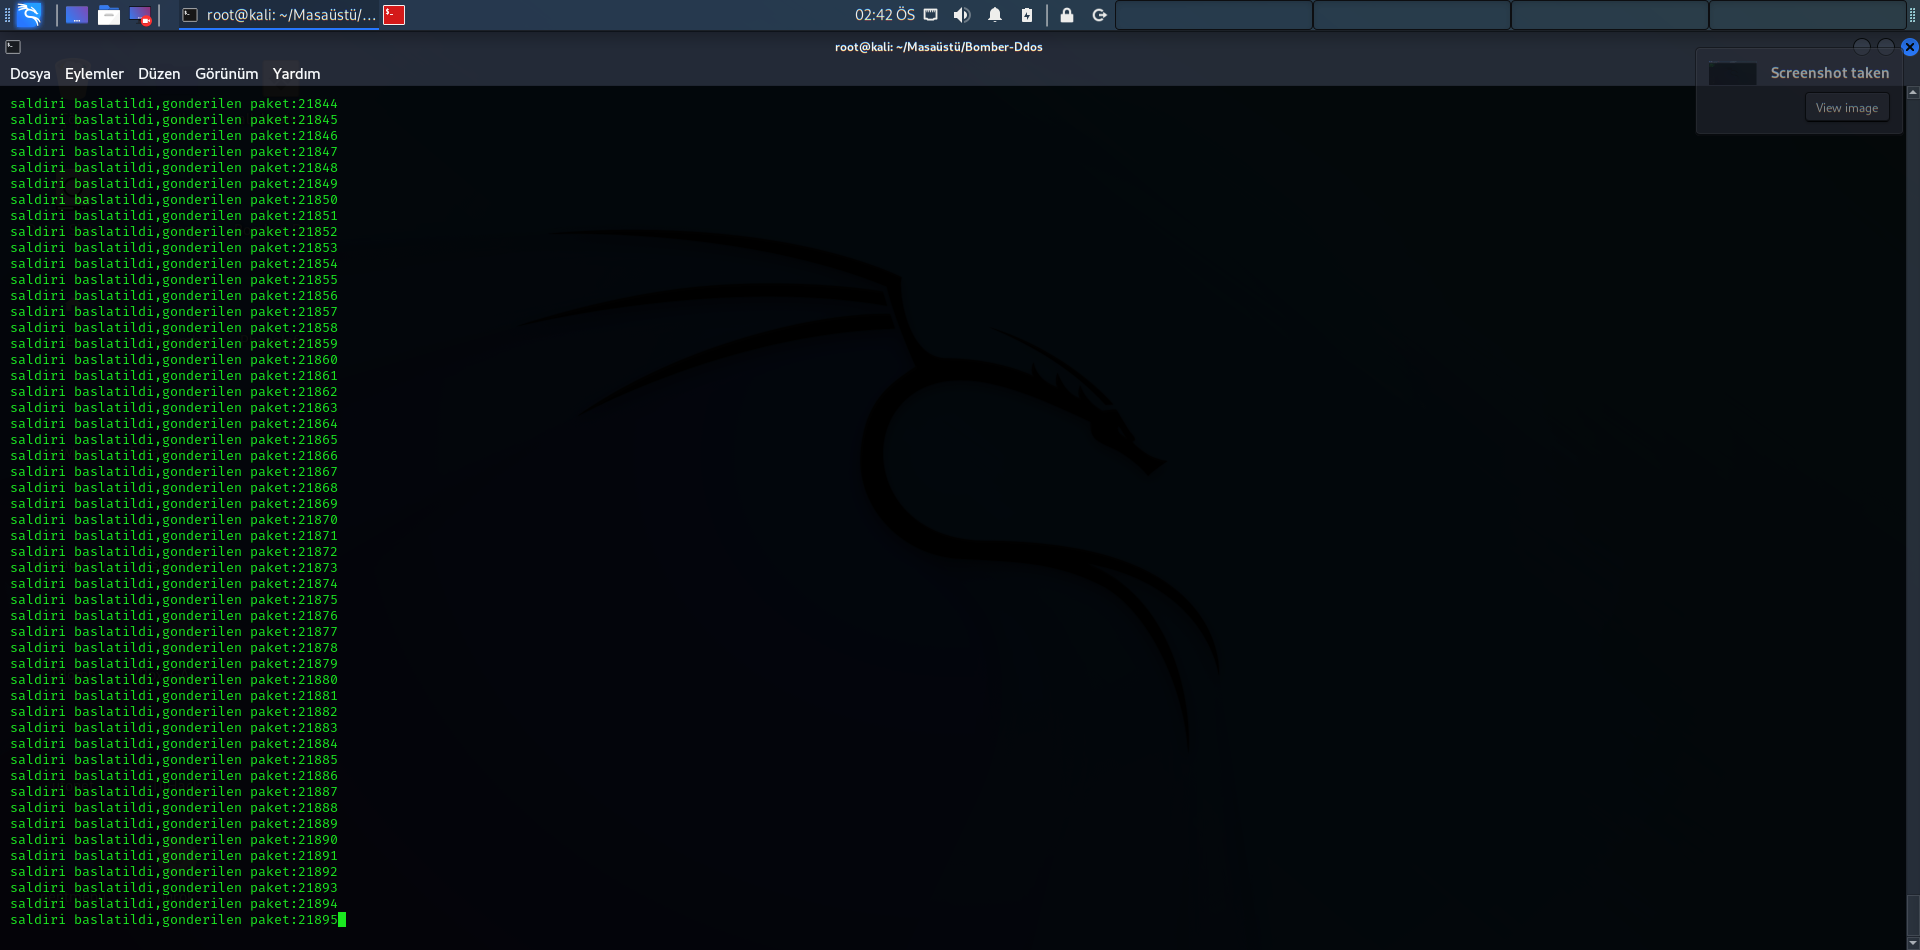 root@kali: ~/Masaüstü/...
02:42 ÖS
root@kali: ~/Masaüstü/Bomber-Ddos
Dosya Eylemler Düzen Görünüm Yardım
Screenshot taken
View image
saldiri baslatildi,gonderilen paket:21844
saldiri baslatildi,gonderilen paket:21845
saldiri baslatildi,gonderilen paket:21846
saldiri baslatildi,gonderilen paket:21847
saldiri baslatildi,gonderilen paket:21848
saldiri baslatildi,gonderilen paket:21849
saldiri baslatildi,gonderilen paket:21850
saldiri baslatildi,gonderilen paket:21851
saldiri baslatildi,gonderilen paket:21852
saldiri baslatildi,gonderilen paket:21853
saldiri baslatildi,gonderilen paket:21854
saldiri baslatildi,gonderilen paket:21855
saldiri baslatildi,gonderilen paket:21856
saldiri baslatildi,gonderilen paket:21857
saldiri baslatildi,gonderilen paket:21858
saldiri baslatildi,gonderilen paket:21859
saldiri baslatildi,gonderilen paket:21860
saldiri baslatildi,gonderilen paket:21861
saldiri baslatildi,gonderilen paket:21862
saldiri baslatildi,gonderilen paket:21863
saldiri baslatildi,gonderilen paket:21864
saldiri baslatildi,gonderilen paket:21865
saldiri baslatildi,gonderilen paket:21866
saldiri baslatildi,gonderilen paket:21867
saldiri baslatildi,gonderilen paket:21868
saldiri baslatildi,gonderilen paket:21869
saldiri baslatildi,gonderilen paket:21870
saldiri baslatildi,gonderilen paket:21871
saldiri baslatildi,gonderilen paket:21872
saldiri baslatildi,gonderilen paket:21873
saldiri baslatildi,gonderilen paket:21874
saldiri baslatildi,gonderilen paket:21875
saldiri baslatildi,gonderilen paket:21876
saldiri baslatildi,gonderilen paket:21877
saldiri baslatildi,gonderilen paket:21878
saldiri baslatildi,gonderilen paket:21879
saldiri baslatildi,gonderilen paket:21880
saldiri baslatildi,gonderilen paket:21881
saldiri baslatildi,gonderilen paket:21882
saldiri baslatildi,gonderilen paket:21883
saldiri baslatildi,gonderilen paket:21884
saldiri baslatildi,gonderilen paket:21885
saldiri baslatildi,gonderilen paket:21886
saldiri baslatildi,gonderilen paket:21887
saldiri baslatildi,gonderilen paket:21888
saldiri baslatildi,gonderilen paket:21889
saldiri baslatildi,gonderilen paket:21890
saldiri baslatildi,gonderilen paket:21891
saldiri baslatildi,gonderilen paket:21892
saldiri baslatildi,gonderilen paket:21893
saldiri baslatildi,gonderilen paket:21894
saldiri baslatildi,gonderilen paket:21895